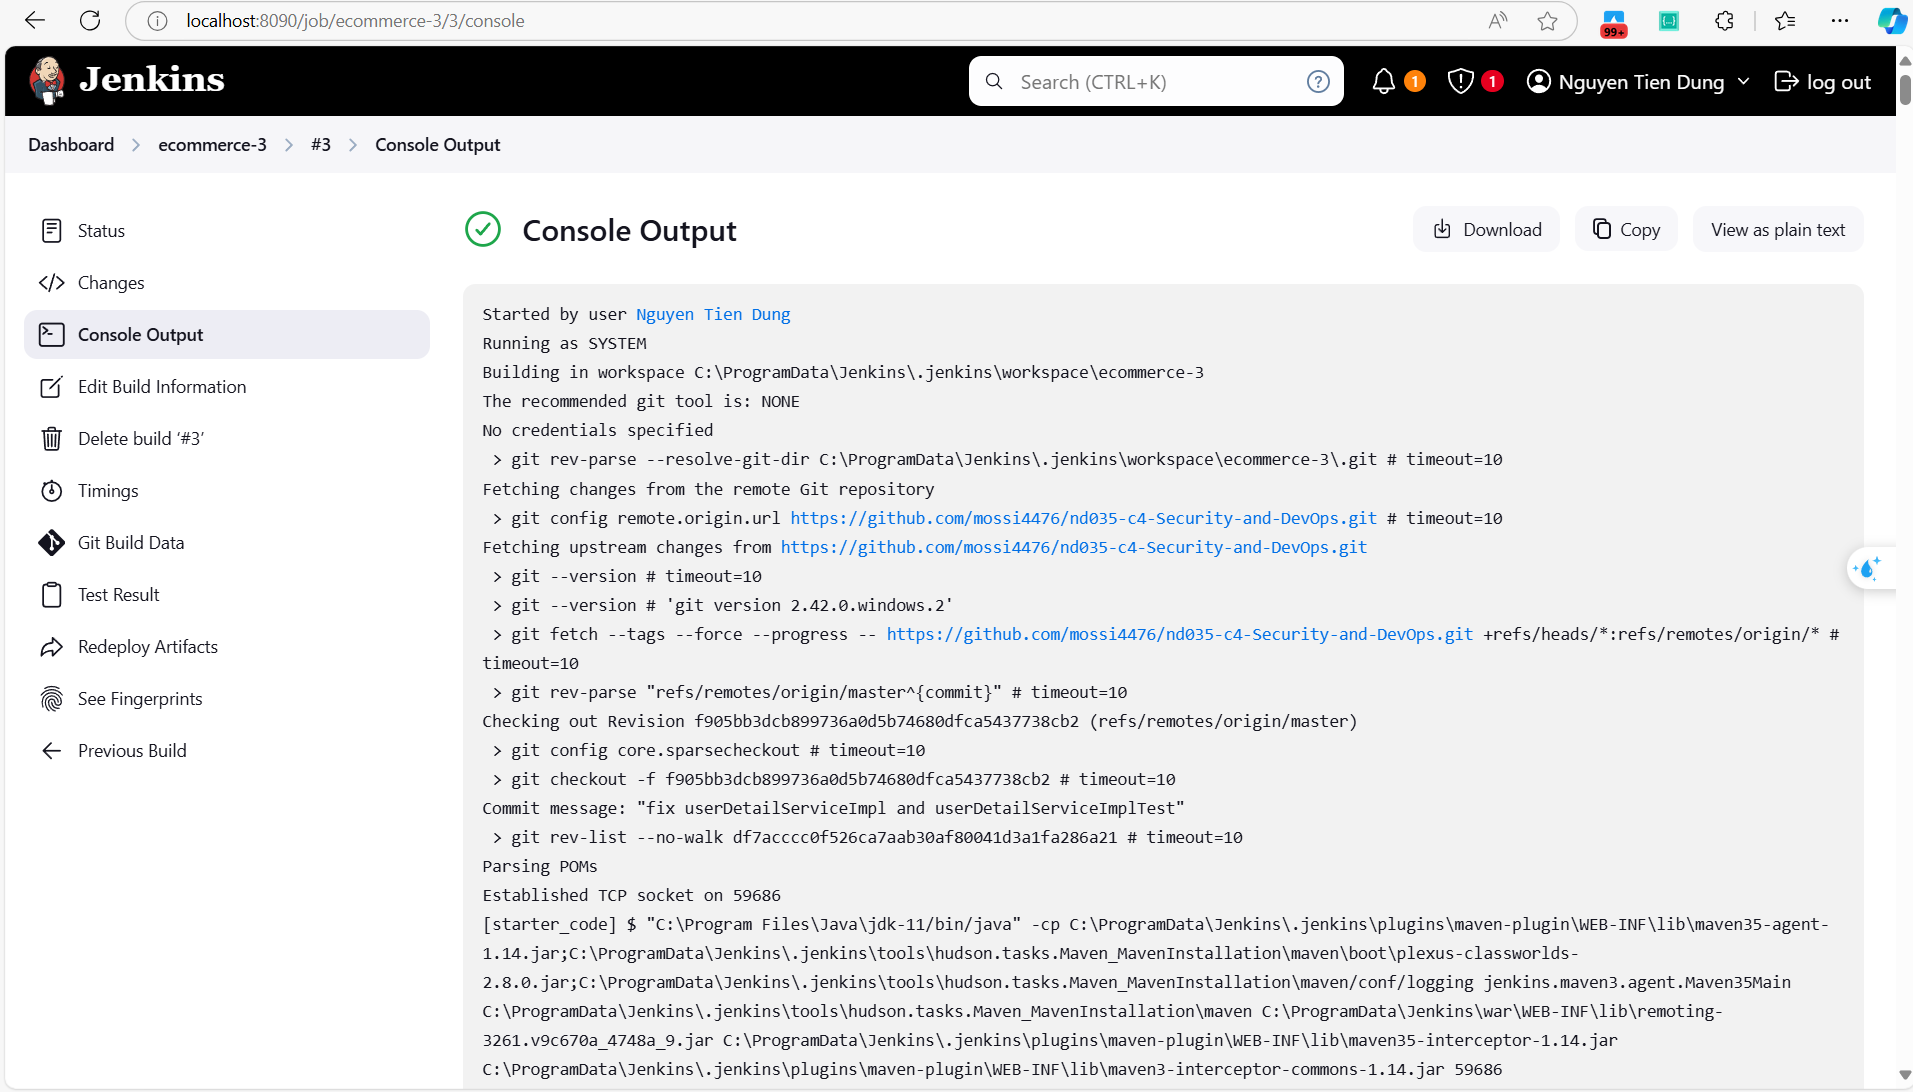 localhost:8090/job/ecommerce-3/3/console
99+
Jenkins
Search (CTRL+K)
1
1
Nguyen Tien Dung
log out
Dashboard
ecommerce-3
#3
Console Output
Status
Changes
Console Output
Edit Build Information
Delete build ‘#3’
Timings
Git Build Data
Test Result
Redeploy Artifacts
See Fingerprints
Previous Build
Console Output
Download
Copy
View as plain text
Started by user Nguyen Tien Dung
Running as SYSTEM
Building in workspace C:\ProgramData\Jenkins\.jenkins\workspace\ecommerce-3
The recommended git tool is: NONE
No credentials specified
> git rev-parse --resolve-git-dir C:\ProgramData\Jenkins\.jenkins\workspace\ecommerce-3\.git # timeout=10
Fetching changes from the remote Git repository
> git config remote.origin.url https://github.com/mossi4476/nd035-c4-Security-and-DevOps.git # timeout=10
Fetching upstream changes from https://github.com/mossi4476/nd035-c4-Security-and-DevOps.git
> git --version # timeout=10
> git --version # 'git version 2.42.0.windows.2'
> git fetch --tags --force --progress -- https://github.com/mossi4476/nd035-c4-Security-and-DevOps.git +refs/heads/*:refs/remotes/origin/* #
timeout=10
> git rev-parse "refs/remotes/origin/master^{commit}" # timeout=10
Checking out Revision f905bb3dcb899736a0d5b74680dfca5437738cb2 (refs/remotes/origin/master)
> git config core.sparsecheckout # timeout=10
> git checkout -f f905bb3dcb899736a0d5b74680dfca5437738cb2 # timeout=10
Commit message: "fix userDetailServiceImpl and userDetailServiceImplTest"
> git rev-list --no-walk df7acccc0f526ca7aab30af80041d3a1fa286a21 # timeout=10
Parsing POMs
Established TCP socket on 59686
[starter_code] $ "C:\Program Files\Java\jdk-11/bin/java" -cp C:\ProgramData\Jenkins\.jenkins\plugins\maven-plugin\WEB-INF\lib\maven35-agent-
1.14.jar;C:\ProgramData\Jenkins\.jenkins\tools\hudson.tasks.Maven_MavenInstallation\maven\boot\plexus-classworlds-
2.8.0.jar;C:\ProgramData\Jenkins\.jenkins\tools\hudson.tasks.Maven_MavenInstallation\maven/conf/logging jenkins.maven3.agent.Maven35Main
C:\ProgramData\Jenkins\.jenkins\tools\hudson.tasks.Maven_MavenInstallation\maven C:\ProgramData\Jenkins\war\WEB-INF\lib\remoting-
3261.v9c670a_4748a_9.jar C:\ProgramData\Jenkins\.jenkins\plugins\maven-plugin\WEB-INF\lib\maven35-interceptor-1.14.jar
C:\ProgramData\Jenkins\.jenkins\plugins\maven-plugin\WEB-INF\lib\maven3-interceptor-commons-1.14.jar 59686